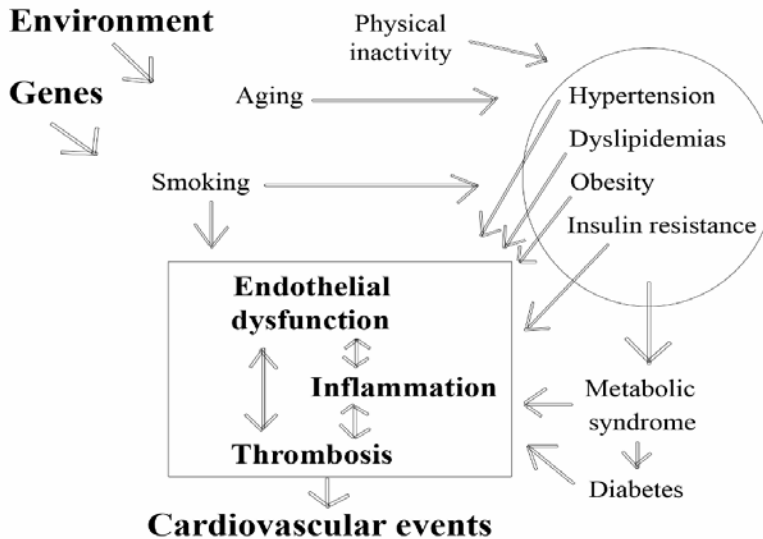 Environment
Physical
inactivity
Genes
Aging
Hypertension
Dyslipidemias
Smoking
Obesity
Insulin resistance
Endothelial
dysfunction
Inflammation
Metabolic
syndrome
Thrombosis
Diabetes
Cardiovascular events